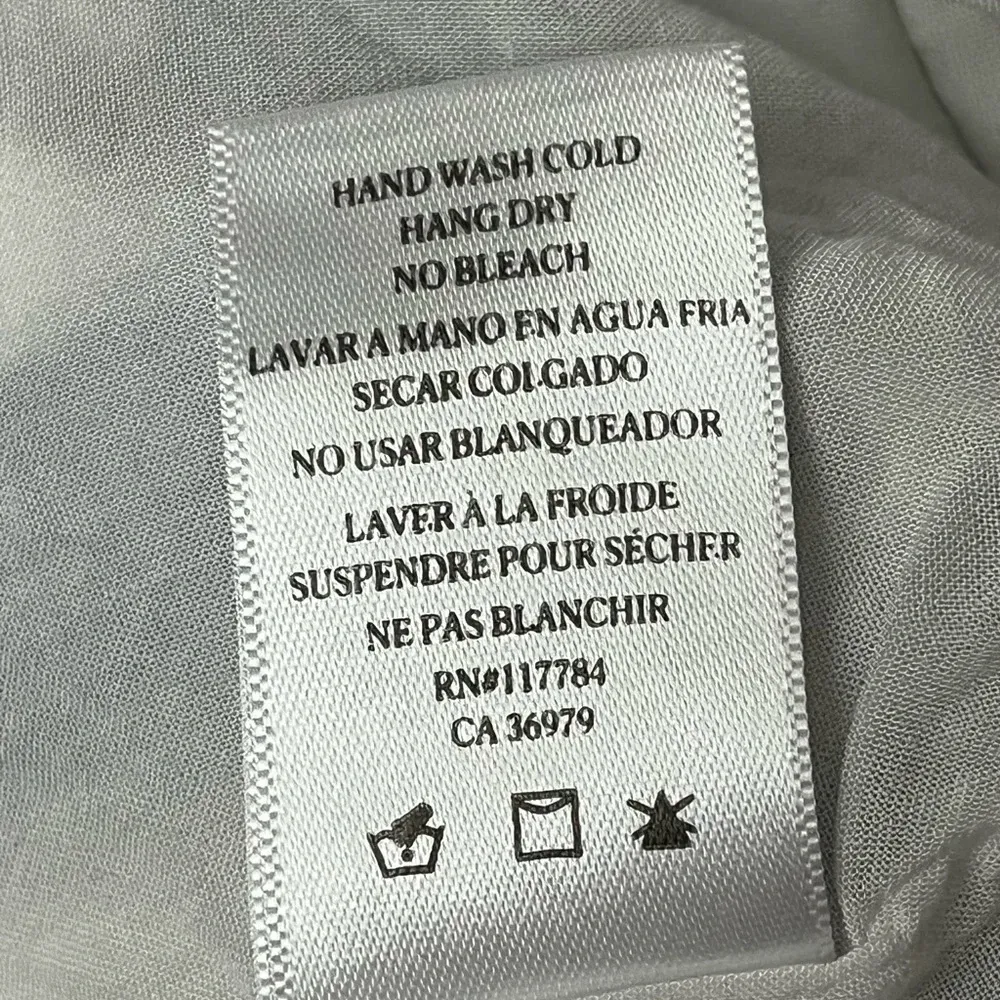 HAND WASH COLD
HANG DRY
NO BLEACH
LAVAR A MANO EN AGUA FRIA
SECAR COLGADO
NO USAR BLANQUEADOR
LAVER À LA FROIDE
SUSPENDRE POUR SÉCHER
NE PAS BLANCHIR
RN#117784
CA 36979